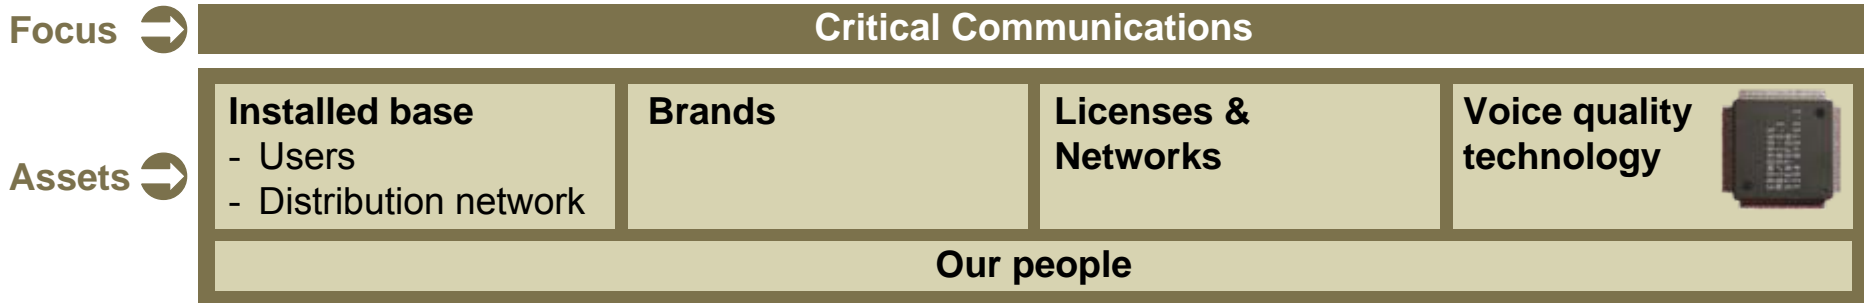 Focus
Critical Communications
Assets
Installed base
- Users
- Distribution network
Brands
Licenses &
Networks
Voice quality
technology
Our people